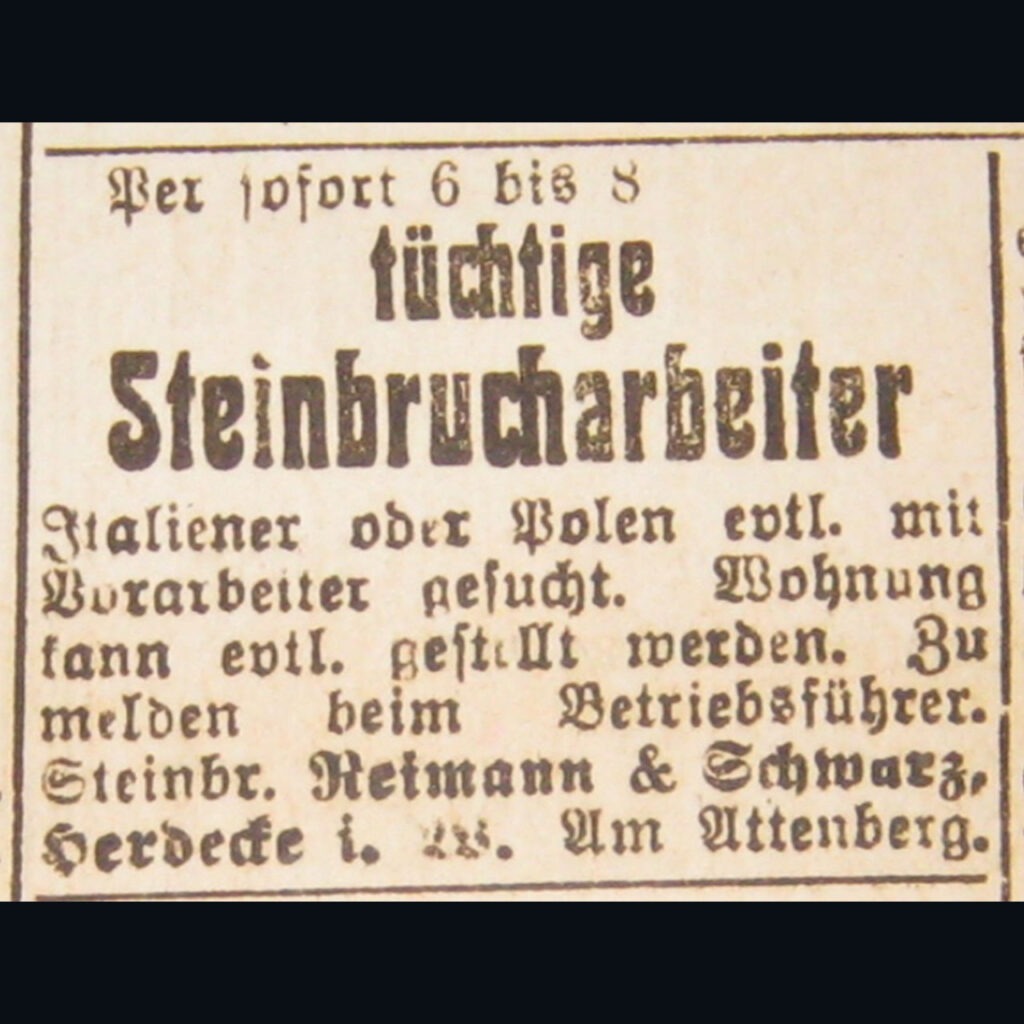 Per sofort 6 bis 8
tüchtige
Steinbrucharbeiter
Italiener oder Polen evtl. mit
Vorarbeiter gesucht. Wohnung
kann evtl. gestellt werden. Zu
melden beim Betriebsführer.
Steinbr. Reimann & Schwarz,
Herdecke i. W. Am Attenberg.